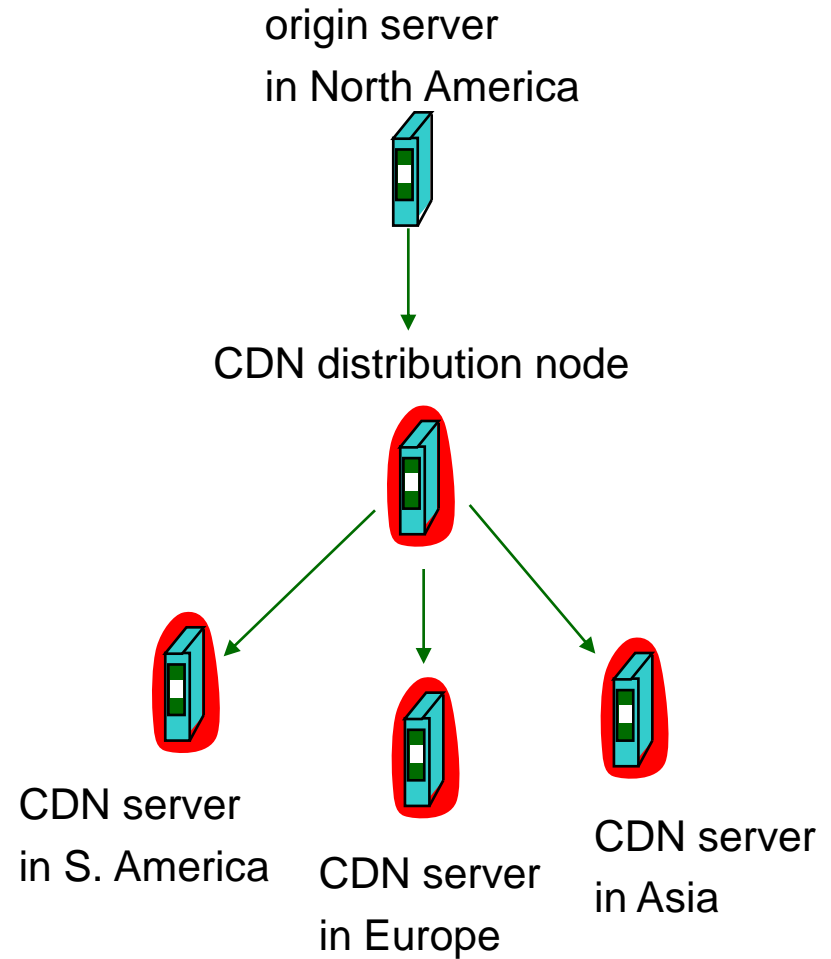 origin server
in North America
CDN distribution node
CDN server
in S. America
CDN server
in Europe
CDN server
in Asia